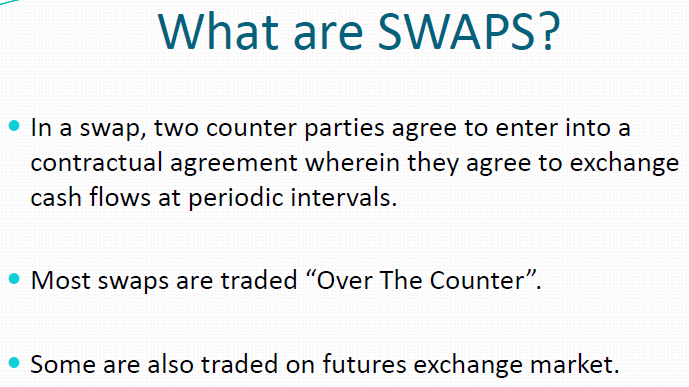 What are SWAPS?
In a swap, two counter parties agree to enter into a
contractual agreement wherein they agree to exchange
cash flows at periodic intervals.
Most swaps are traded “Over The Counter”.
Some are also traded on futures exchange market.